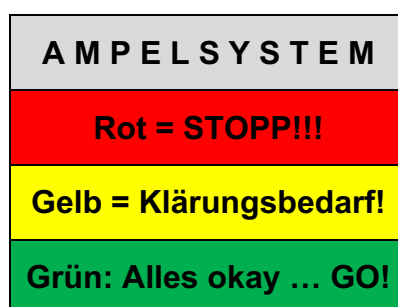 A M P E L S Y S T E M
Rot = STOPP!!!
Gelb = Klärungsbedarf!
Grün: Alles okay … GO!